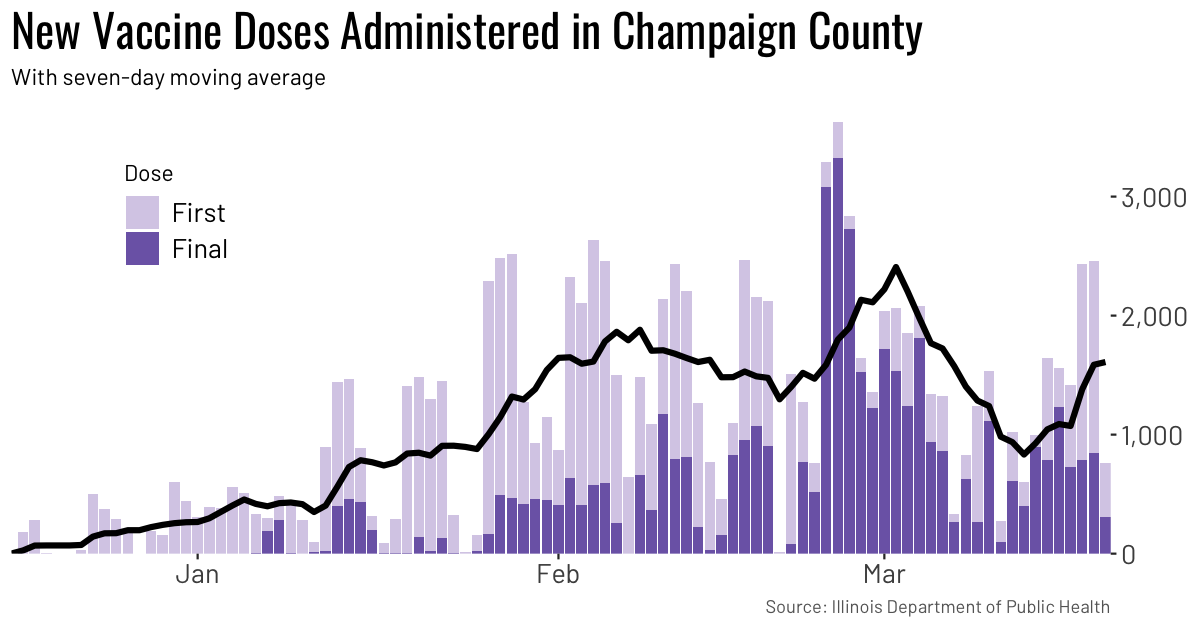 New Vaccine Doses Administered in Champaign County
With seven-day moving average
Dose
First
Final
3,000
2,000
1,000
0
Jan Feb Mar
Source: Illinois Department of Public Health